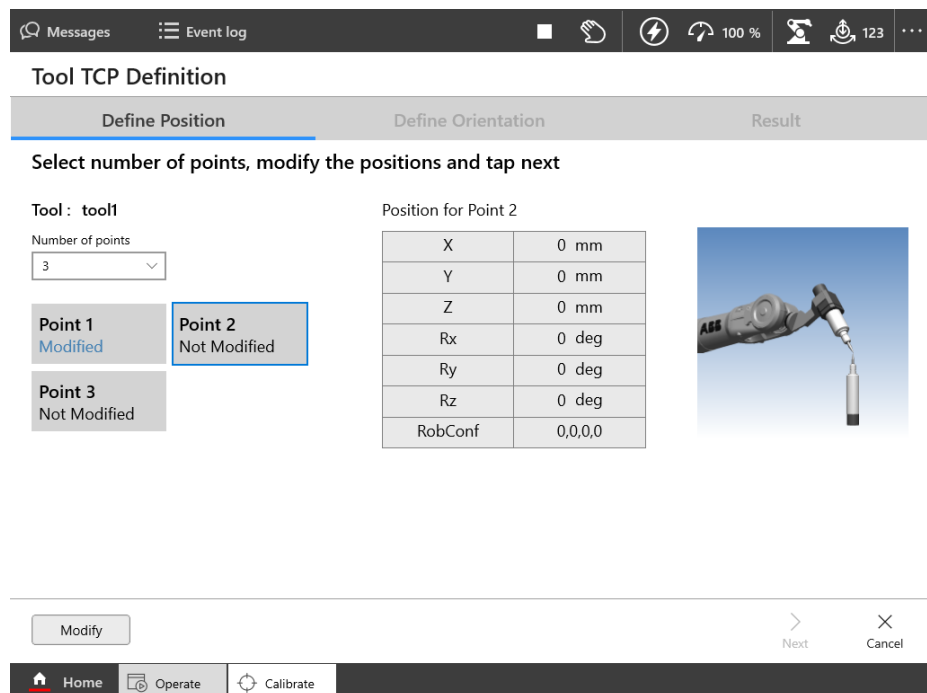 Messages
Event log
100 %
123
Tool TCP Definition
Define Position
Define Orientation
Result
Select number of points, modify the positions and tap next
Tool : tool1
Number of points
3
Point 1
Modified
Point 2
Not Modified
Point 3
Not Modified
Position for Point 2
X 0 mm
Y 0 mm
Z 0 mm
Rx 0 deg
Ry 0 deg
Rz 0 deg
RobConf 0,0,0,0
ABB
Modify
Next
Cancel
Home
Operate
Calibrate